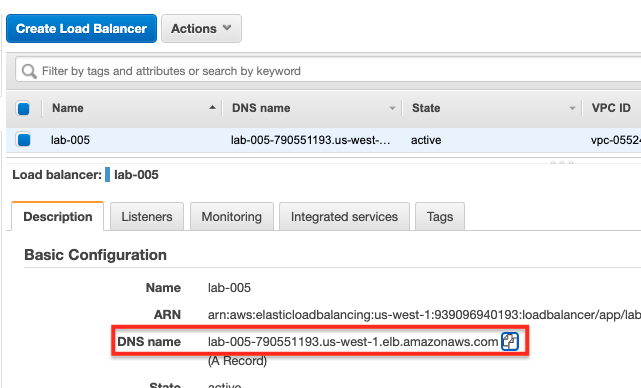 Create Load Balancer Actions
Filter by tags and attributes or search by keyword
Name DNS name State VPC ID
lab-005 lab-005-790551193.us-west-... active vpc-0552
Load balancer: lab-005
Description Listeners Monitoring Integrated services Tags
Basic Configuration
Name lab-005
ARN arn:aws:elasticloadbalancing:us-west-1:939096940193:loadbalancer/app/lab
DNS name lab-005-790551193.us-west-1.elb.amazonaws.com
(A Record)
State active